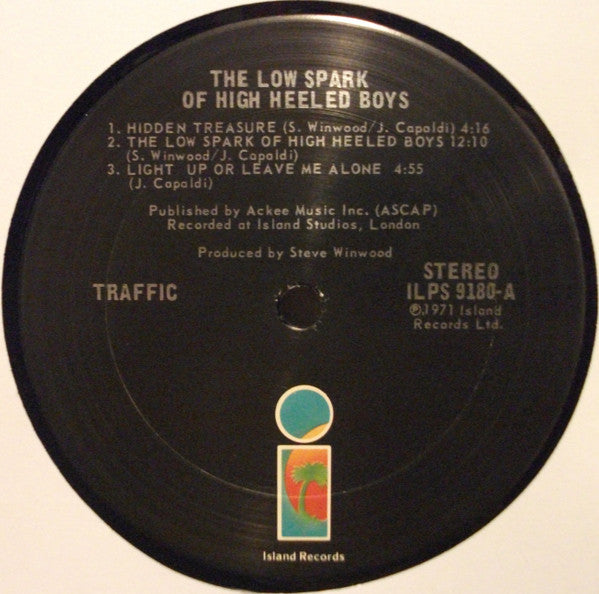 THE LOW SPARK
OF HIGH HEELED BOYS
1. HIDDEN TREASURE (S. Winwood/J. Capaldi) 4:16
2. THE LOW SPARK OF HIGH HEELED BOYS 12:10
(S. Winwood/J. Capaldi)
3. LIGHT UP OR LEAVE ME ALONE 4:55
(J. Capaldi)
Published by Ackee Music Inc. (ASCAP)
Recorded at Island Studios, London
Produced by Steve Winwood
TRAFFIC
STEREO
ILPS 9180-A
℗1971 Island
Records Ltd.
Island Records